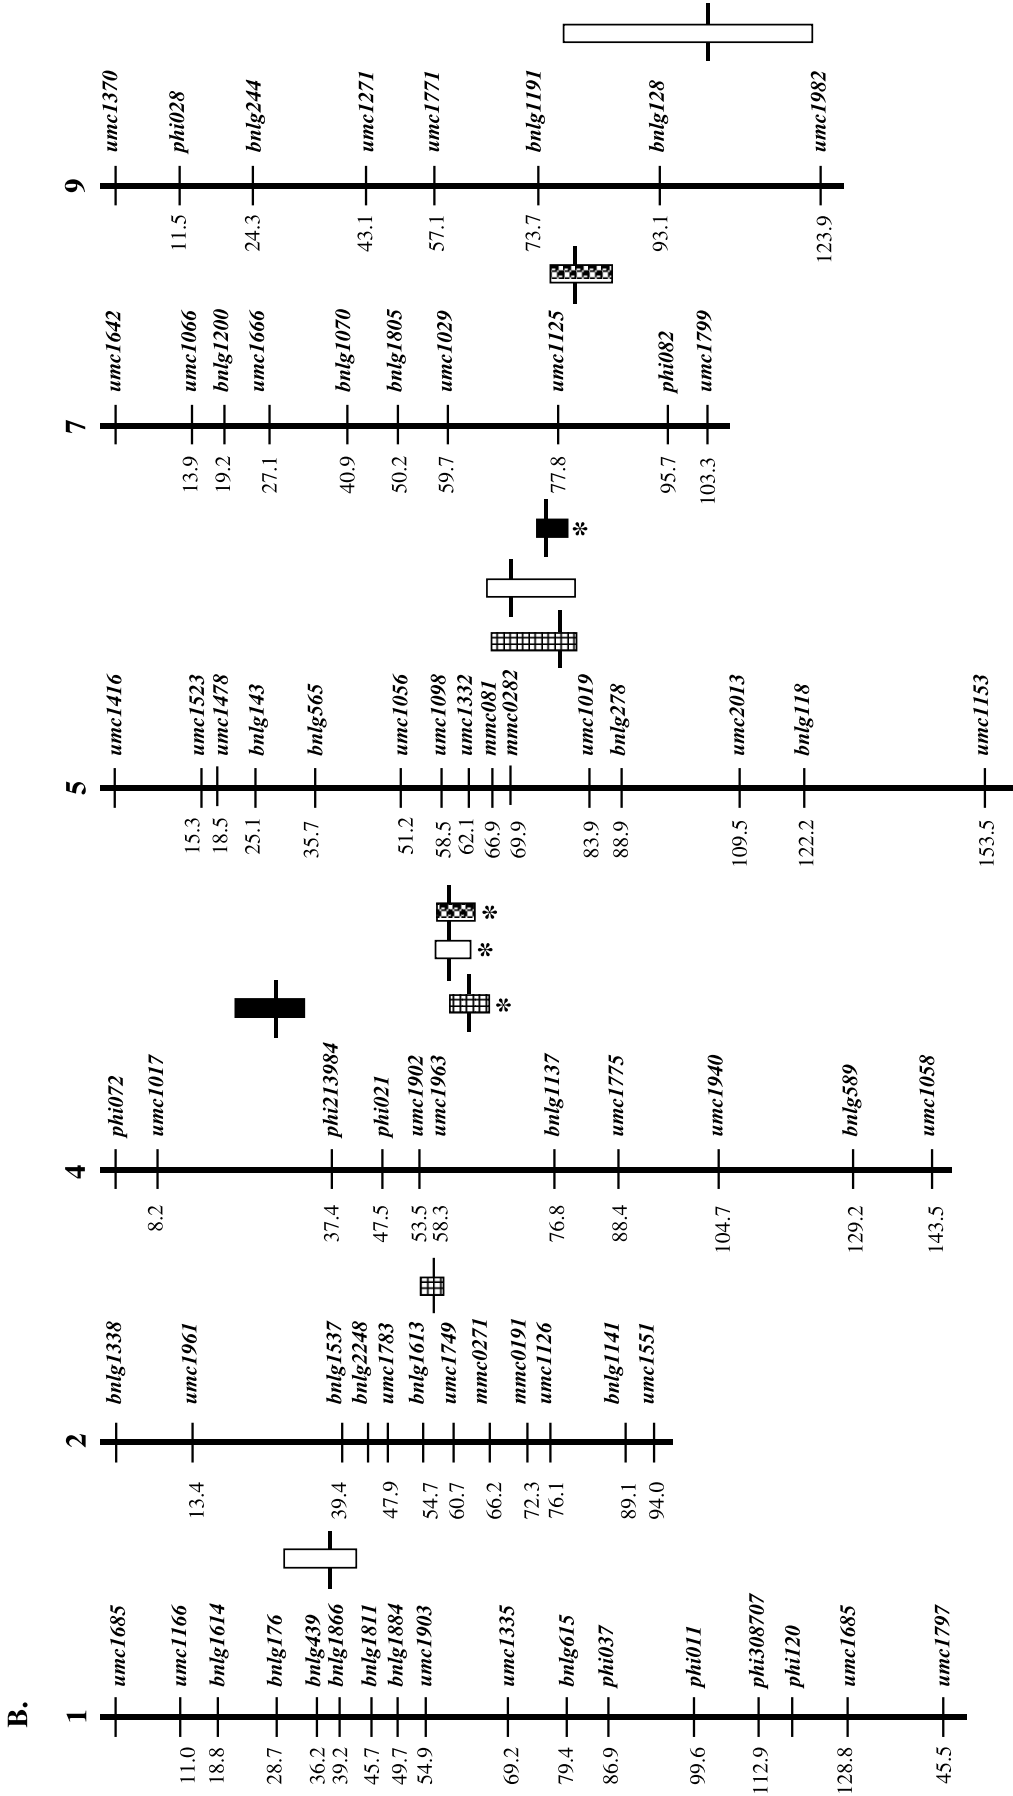 B.
1
umc1685
11.0 umc1166
18.8 bnlg1614
28.7 bnlg176
36.2 bnlg439
39.2 bnlg1866
45.7 bnlg1811
49.7 bnlg1884
54.9 umc1903
69.2 umc1335
79.4 bnlg615
86.9 phi037
99.6 phi011
112.9 phi308707
phi120
128.8 umc1685
45.5 umc1797
2
bnlg1338
13.4 umc1961
39.4 bnlg1537
bnlg2248
47.9 umc1783
54.7 bnlg1613
60.7 umc1749
66.2 mmc0271
72.3 mmc0191
76.1 umc1126
89.1 bnlg1141
94.0 umc1551
4
phi072
8.2 umc1017
37.4 phi213984
47.5 phi021
53.5 umc1902
58.3 umc1963
76.8 bnlg1137
88.4 umc1775
104.7 umc1940
129.2 bnlg589
143.5 umc1058
*
*
*
5
umc1416
15.3 umc1523
18.5 umc1478
25.1 bnlg143
35.7 bnlg565
51.2 umc1056
58.5 umc1098
62.1 umc1332
66.9 mmc081
69.9 mmc0282
83.9 umc1019
88.9 bnlg278
109.5 umc2013
122.2 bnlg118
153.5 umc1153
*
7
umc1642
13.9 umc1066
19.2 bnlg1200
27.1 umc1666
40.9 bnlg1070
50.2 bnlg1805
59.7 umc1029
77.8 umc1125
95.7 phi082
103.3 umc1799
9
umc1370
11.5 phi028
24.3 bnlg244
43.1 umc1271
57.1 umc1771
73.7 bnlg1191
93.1 bnlg128
123.9 umc1982